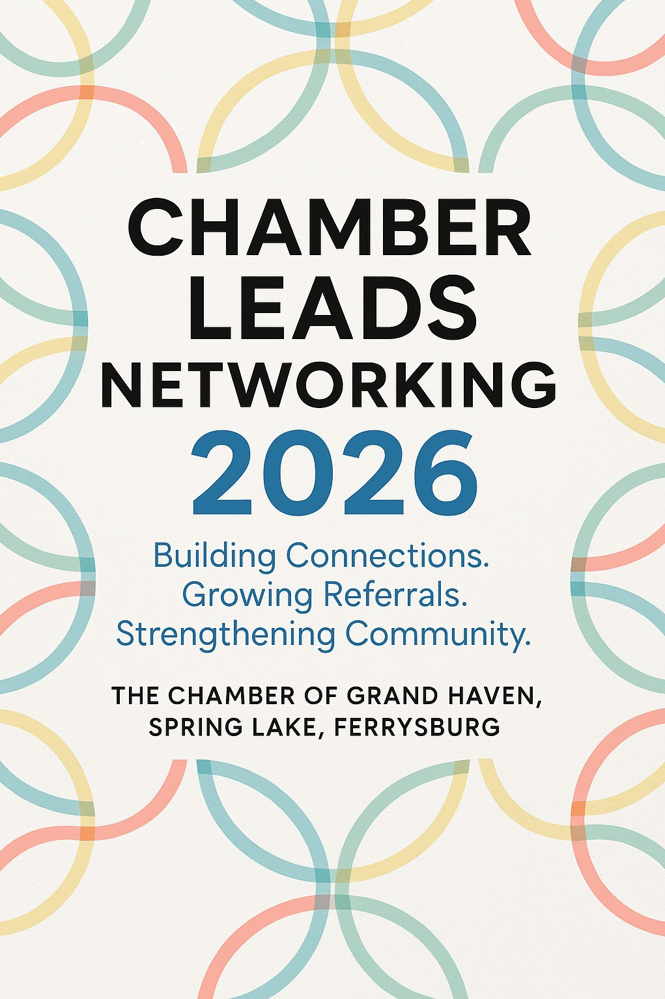 CHAMBER
LEADS
NETWORKING
2026
Building Connections.
Growing Referrals.
Strengthening Community.
THE CHAMBER OF GRAND HAVEN,
SPRING LAKE, FERRYSBURG